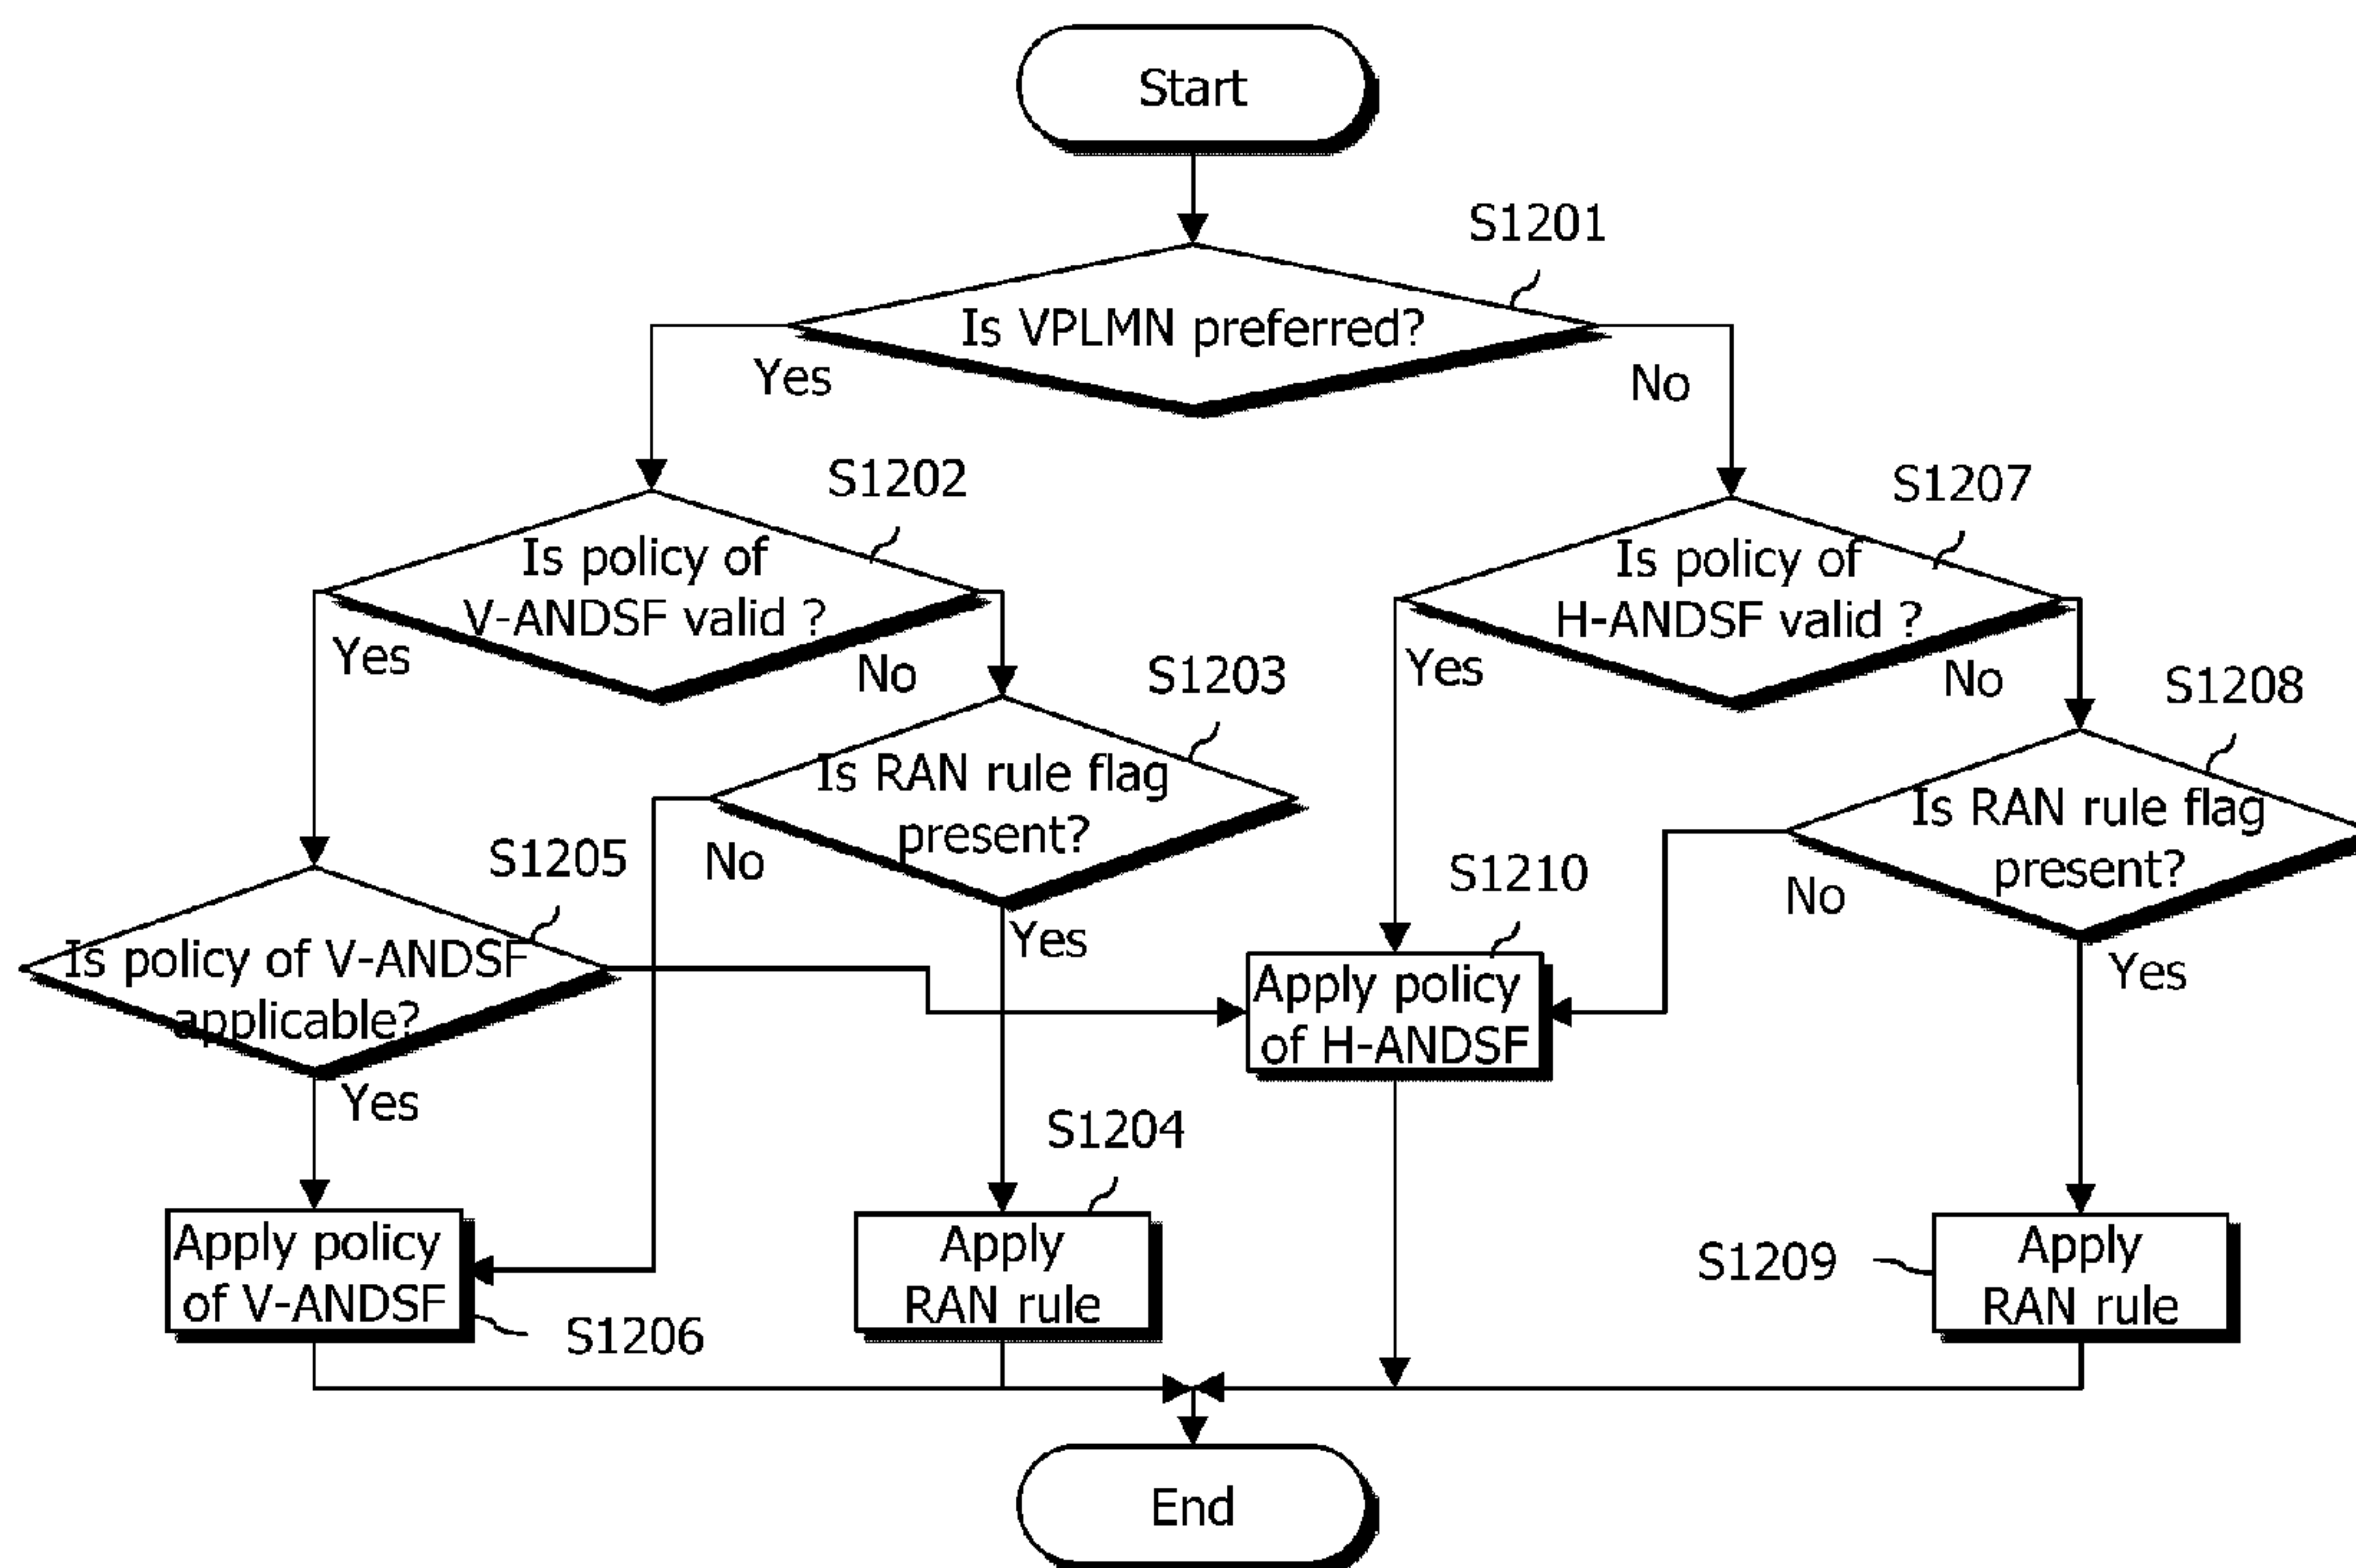 Start
S1201
Is VPLMN preferred?
Yes
No
S1202
Is policy of
V-ANDSF valid ?
Yes
No
S1207
Is policy of
H-ANDSF valid ?
Yes
No
S1203
Is RAN rule flag
present?
No
Yes
S1208
Is RAN rule flag
present?
No
Yes
S1205
Is policy of V-ANDSF
applicable?
Yes
S1210
Apply policy
of H-ANDSF
S1204
Apply
RAN rule
S1209
Apply
RAN rule
Apply policy
of V-ANDSF
S1206
End